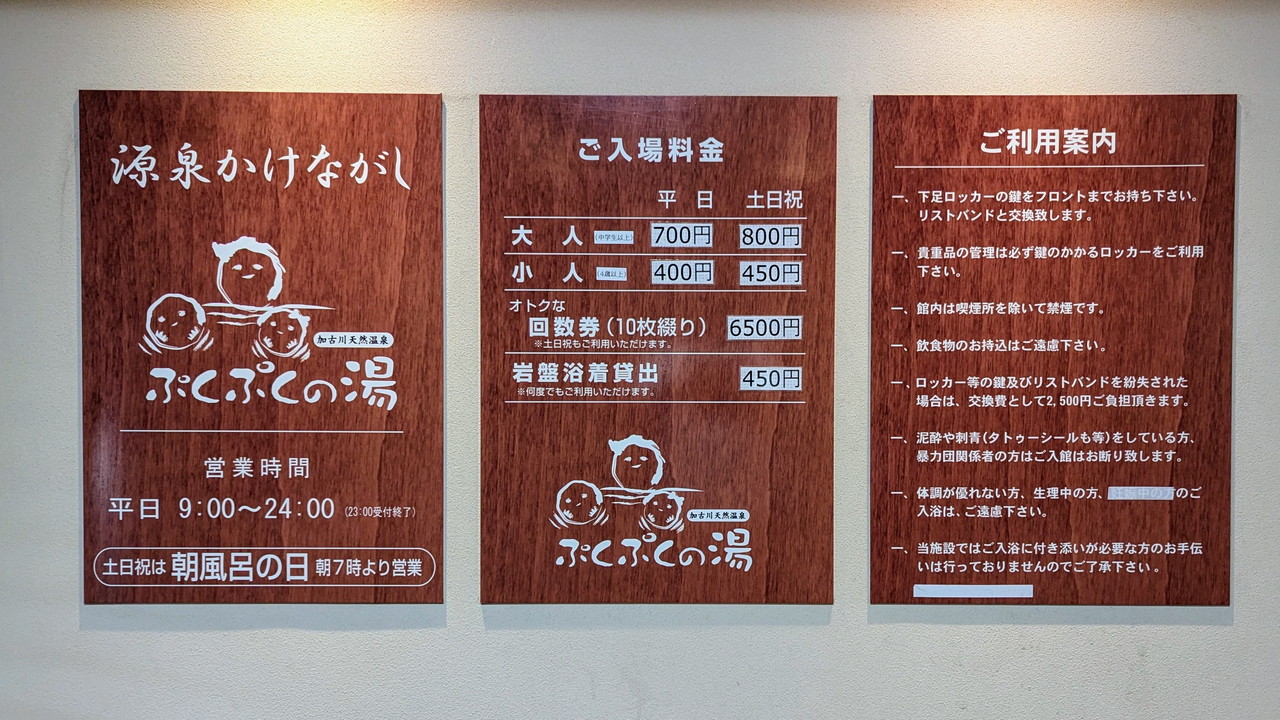 源泉かけながし
加古川天然温泉
ぷくぷくの湯
営業時間
平日 9:00～24:00 (23:00受付終了)
土日祝は 朝風呂の日 朝7時より営業
ご入場料金
平日 土日祝
大人 (中学生以上) 700円 800円
小人 (4歳以上) 400円 450円
オトクな
回数券(10枚綴り) 6500円
※土日祝もご利用いただけます。
岩盤浴着貸出 450円
※何度でもご利用いただけます。
加古川天然温泉
ぷくぷくの湯
ご利用案内
一、下足ロッカーの鍵をフロントまでお持ち下さい。
リストバンドと交換致します。
一、貴重品の管理は必ず鍵のかかるロッカーをご利用
下さい。
一、館内は喫煙所を除いて禁煙です。
一、飲食物のお持込はご遠慮下さい。
一、ロッカー等の鍵及びリストバンドを紛失された
場合は、交換費として2,500円ご負担頂きます。
一、泥酔や刺青(タトゥーシールも等)をしている方、
暴力団関係者の方はご入館はお断り致します。
一、体調が優れない方、生理中の方、のご
入浴は、ご遠慮下さい。
一、当施設ではご入浴に付き添いが必要な方のお手伝
いは行っておりませんのでご了承下さい。